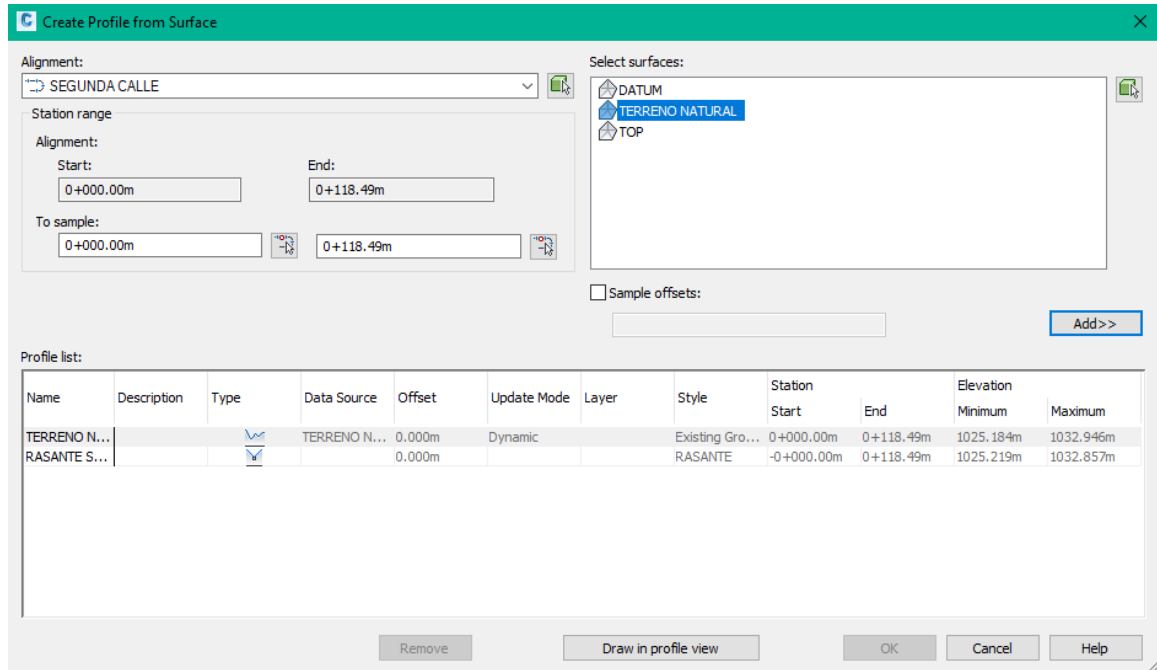 Create Profile from Surface
Alignment:
SEGUNDA CALLE
Station range
Alignment:
Start: End:
0+000.00m 0+118.49m
To sample:
0+000.00m 0+118.49m
Select surfaces:
DATUM
TERRENO NATURAL
TOP
Sample offsets:
Add>>
Profile list:
Name Description Type Data Source Offset Update Mode Layer Style Station Elevation
Start End Minimum Maximum
TERRENO N... TERRENO N... 0.000m Dynamic Existing Gro... 0+000.00m 0+118.49m 1025.184m 1032.946m
RASANTE S... 0.000m RASANTE -0+000.00m 0+118.49m 1025.219m 1032.857m
Remove Draw in profile view OK Cancel Help